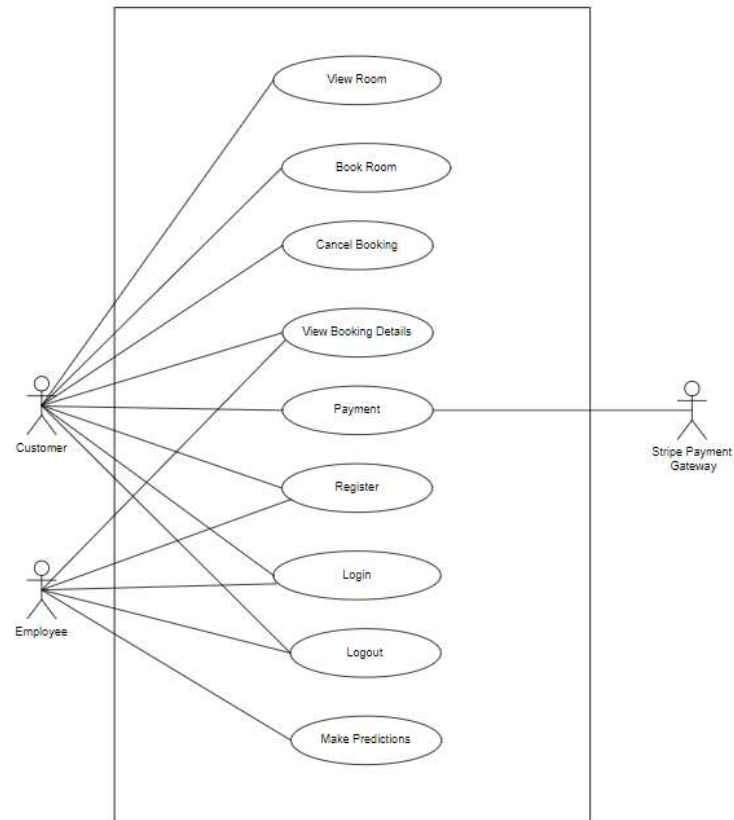 View Room
Book Room
Cancel Booking
View Booking Details
Payment
Customer
Stripe Payment
Gateway
Register
Login
Employee
Logout
Make Predictions